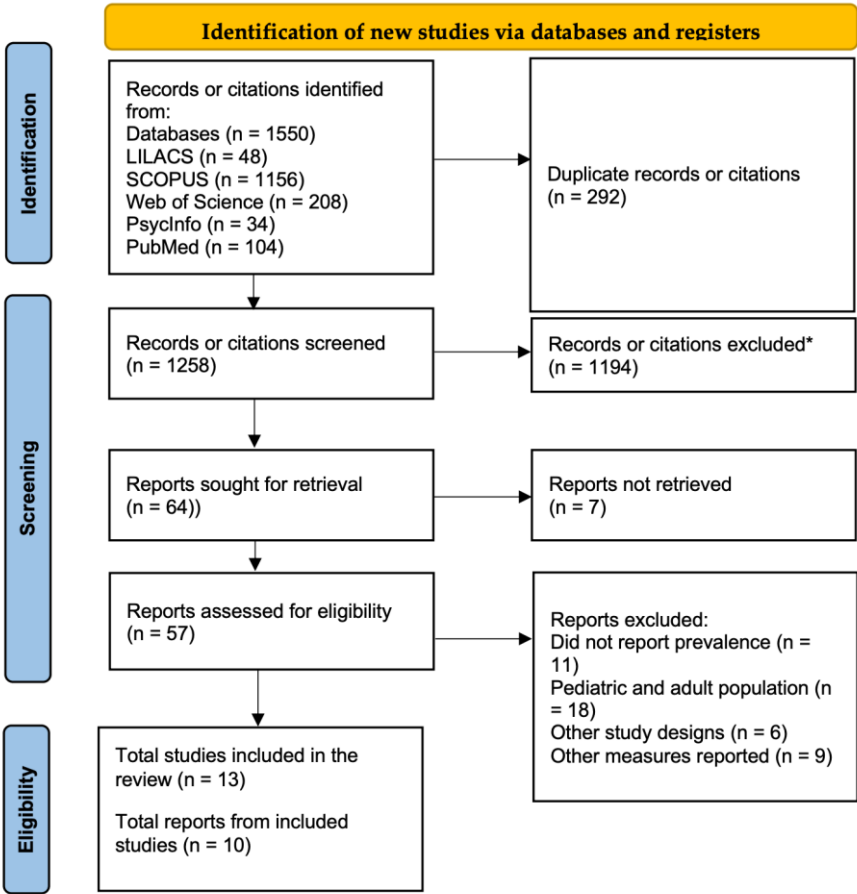 Identification of new studies via databases and registers
Identification
Records or citations identified
from:
Databases (n = 1550)
LILACS (n = 48)
SCOPUS (n = 1156)
Web of Science (n = 208)
PsycInfo (n = 34)
PubMed (n = 104)
Duplicate records or citations
(n = 292)
Screening
Records or citations screened
(n = 1258)
Records or citations excluded*
(n = 1194)
Reports sought for retrieval
(n = 64))
Reports not retrieved
(n = 7)
Reports assessed for eligibility
(n = 57)
Reports excluded:
Did not report prevalence (n =
11)
Pediatric and adult population (n
= 18)
Other study designs (n = 6)
Other measures reported (n = 9)
Eligibility
Total studies included in the
review (n = 13)
Total reports from included
studies (n = 10)